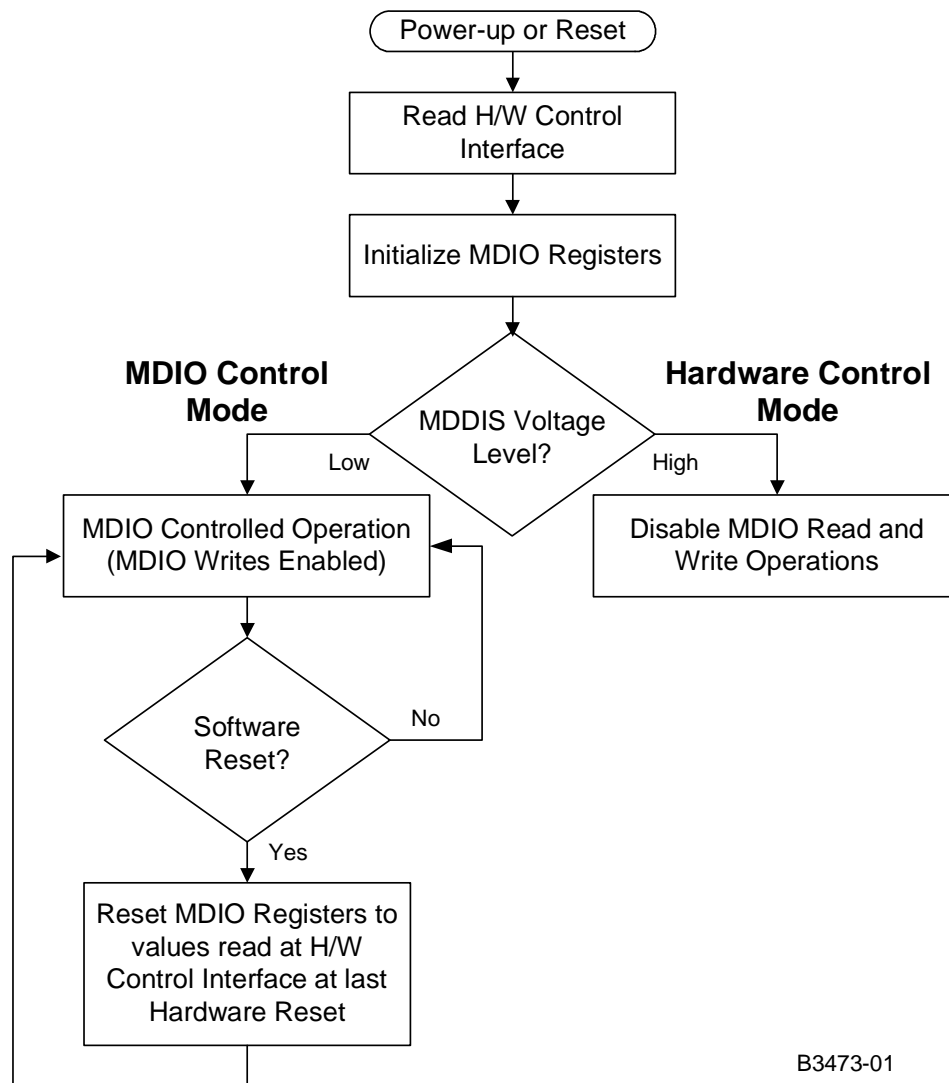 Power-up or Reset
Read H/W Control
Interface
Initialize MDIO Registers
MDIO Control
Mode
Hardware Control
Mode
MDDIS Voltage
Level?
Low
High
MDIO Controlled Operation
(MDIO Writes Enabled)
Disable MDIO Read and
Write Operations
Software
Reset?
No
Yes
Reset MDIO Registers to
values read at H/W
Control Interface at last
Hardware Reset
B3473-01